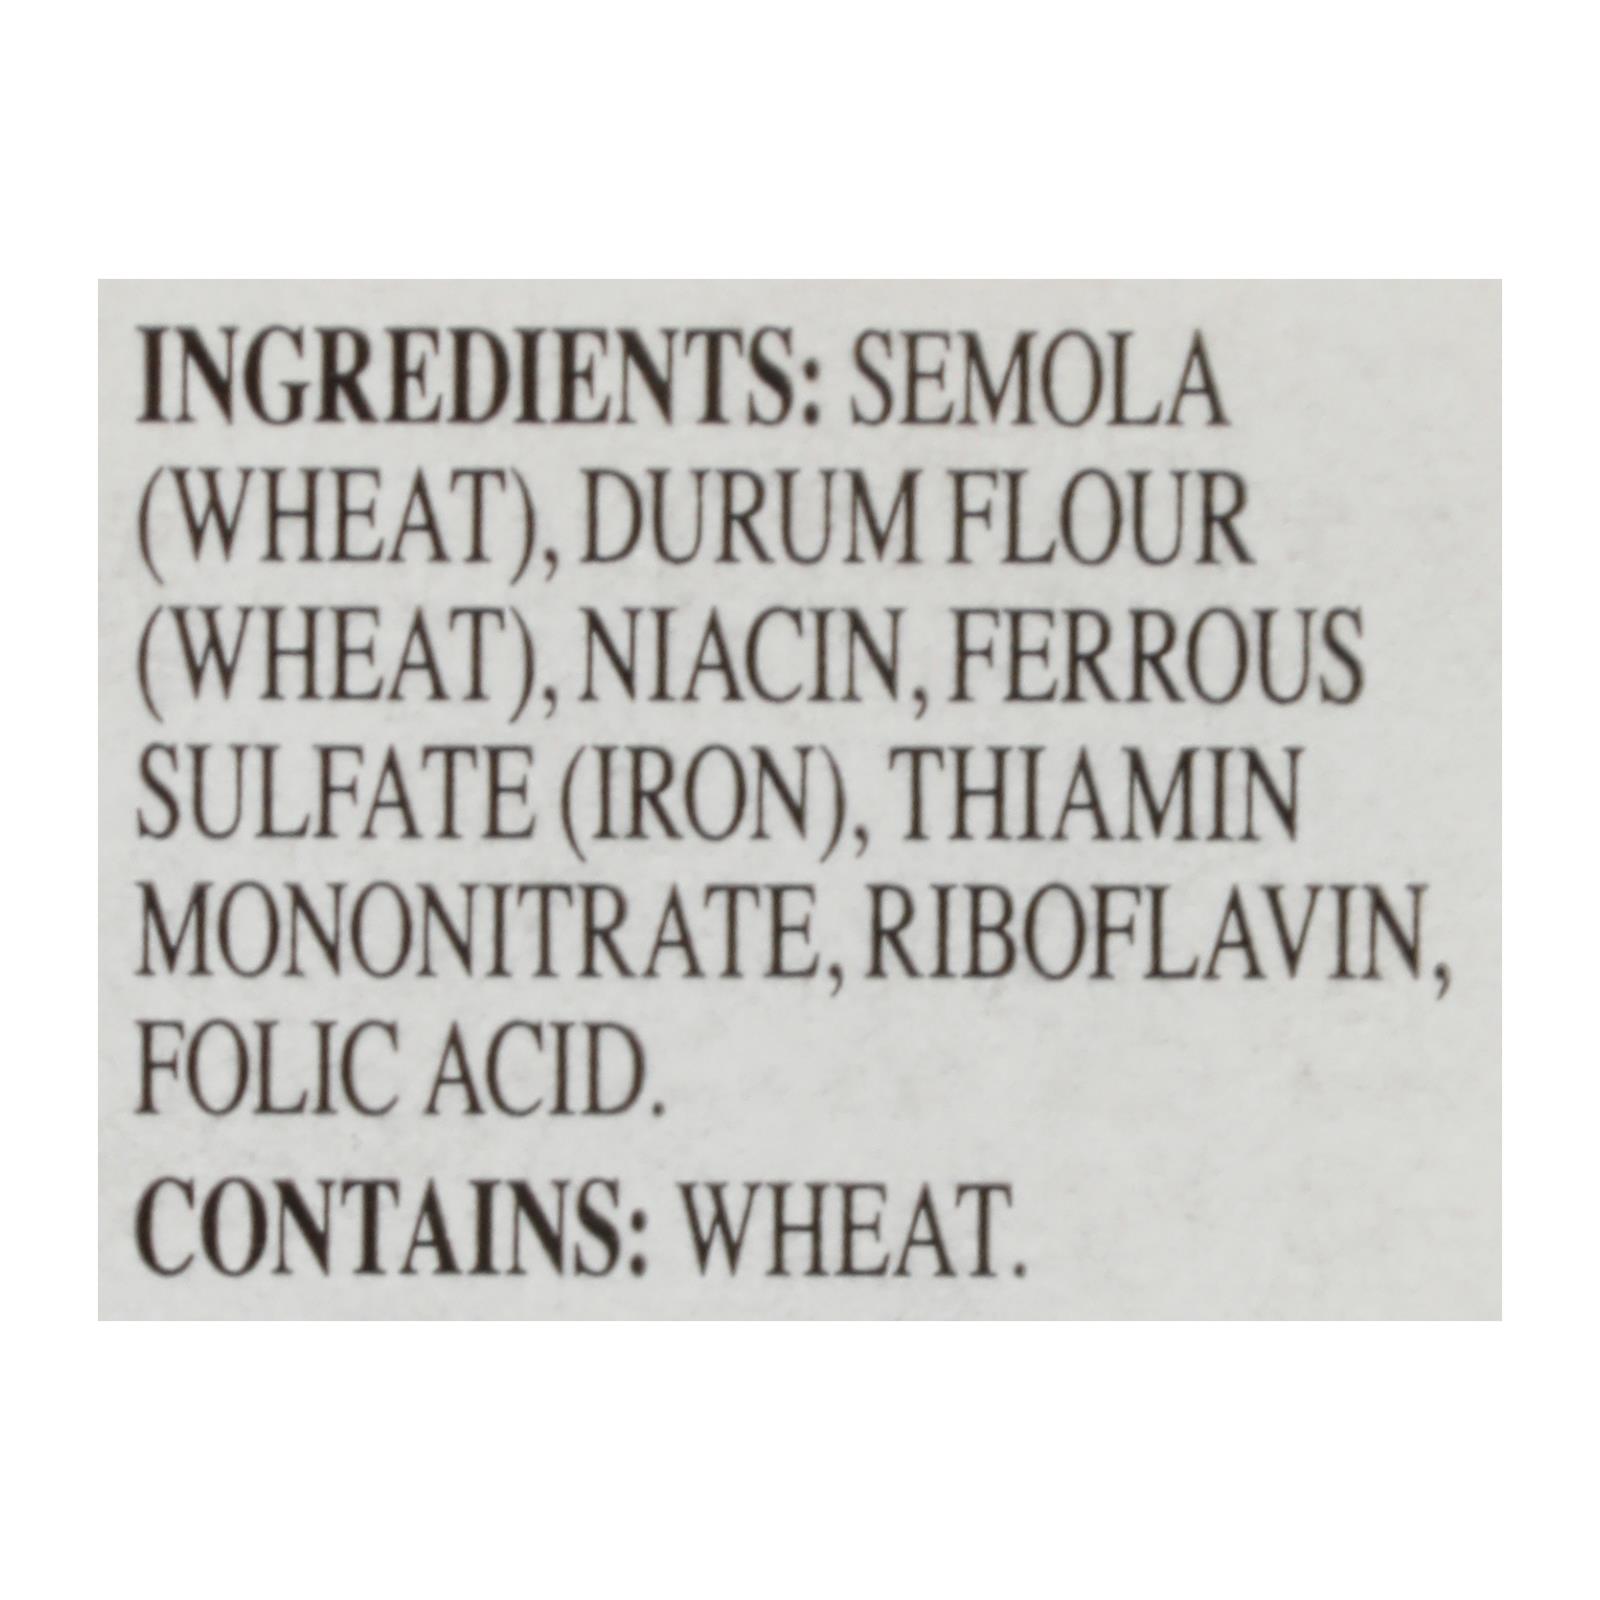 INGREDIENTS: SEMOLA
(WHEAT), DURUM FLOUR
(WHEAT), NIACIN, FERROUS
SULFATE (IRON), THIAMIN
MONONITRATE, RIBOFLAVIN,
FOLIC ACID.
CONTAINS: WHEAT.